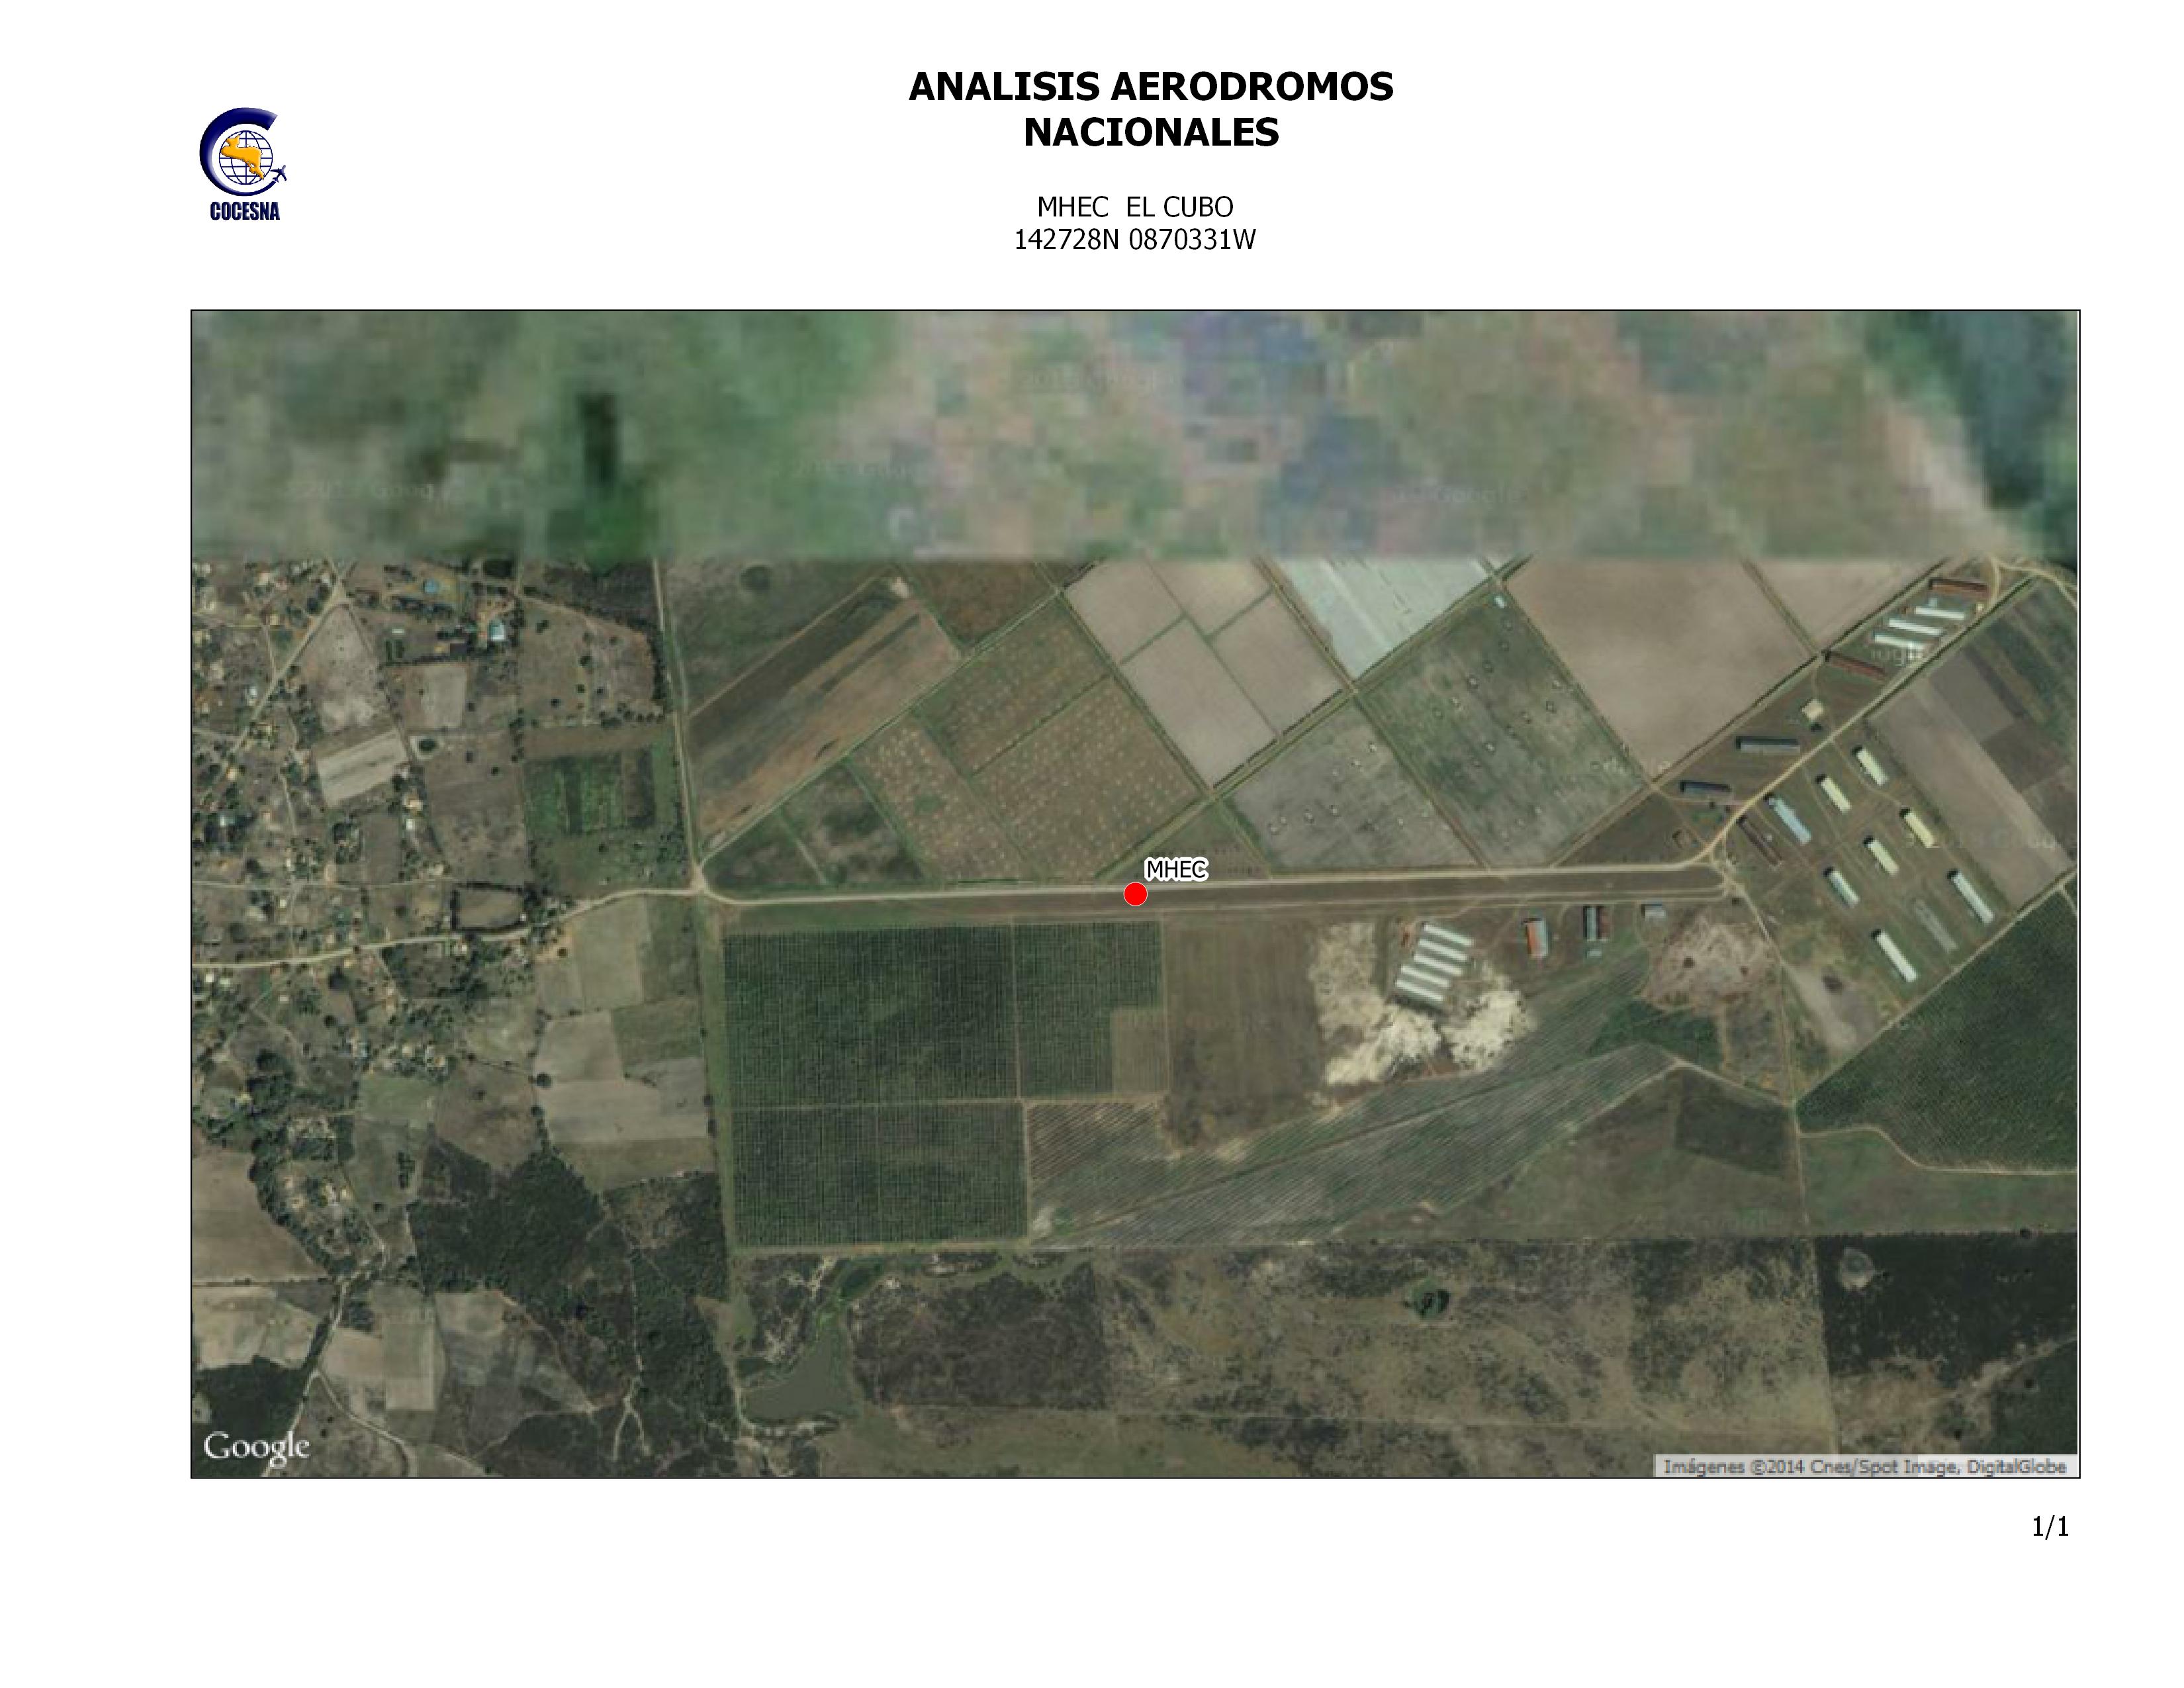 ANALISIS AERODROMOS
NACIONALES
COCESNA
MHEC EL CUBO
142728N 0870331W
MHEC
Google
Imágenes ©2014 Cnes/Spot Image, DigitalGlobe
1/1